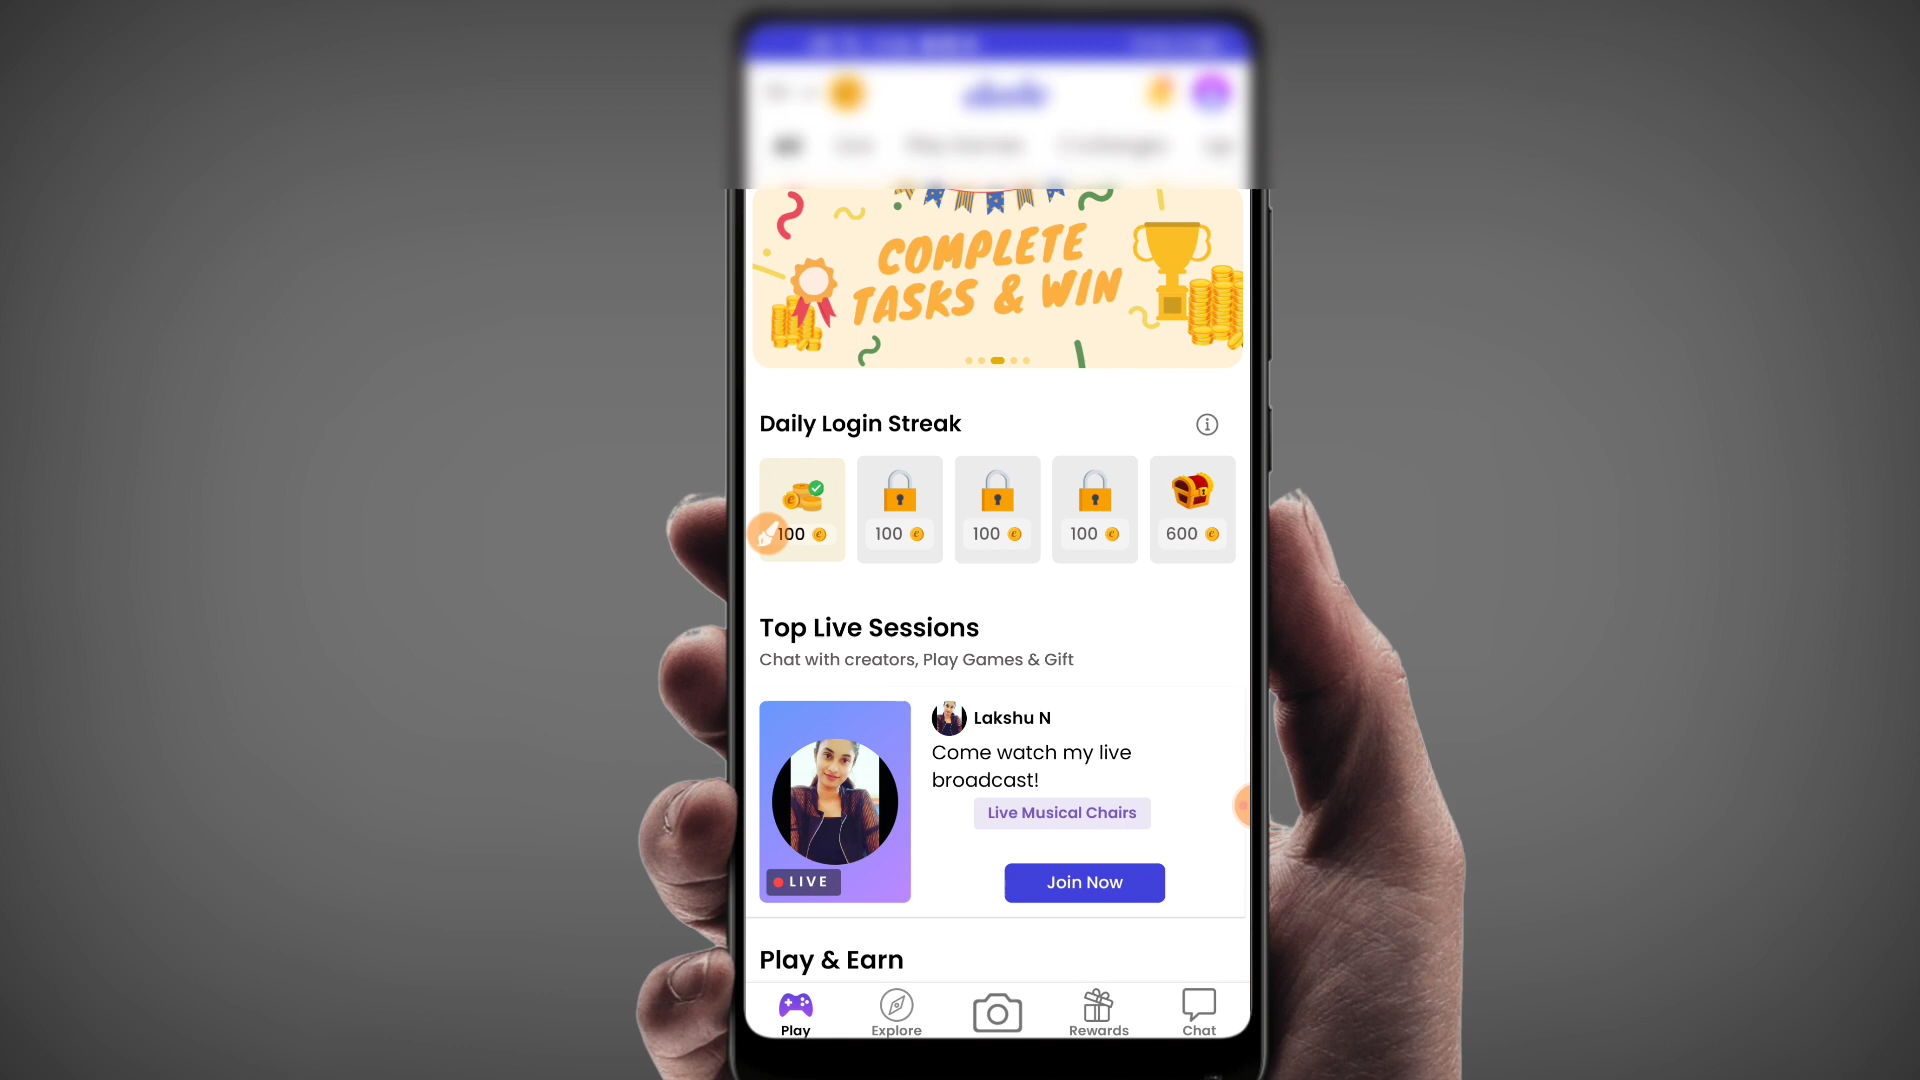 COMPLETE
TASKS & WIN
Daily Login Streak
100
100
100
100
600
Top Live Sessions
Chat with creators, Play Games & Gift
Lakshu N
Come watch my live
broadcast!
Live Musical Chairs
LIVE
Join Now
Play & Earn
Play
Explore
Rewards
Chat